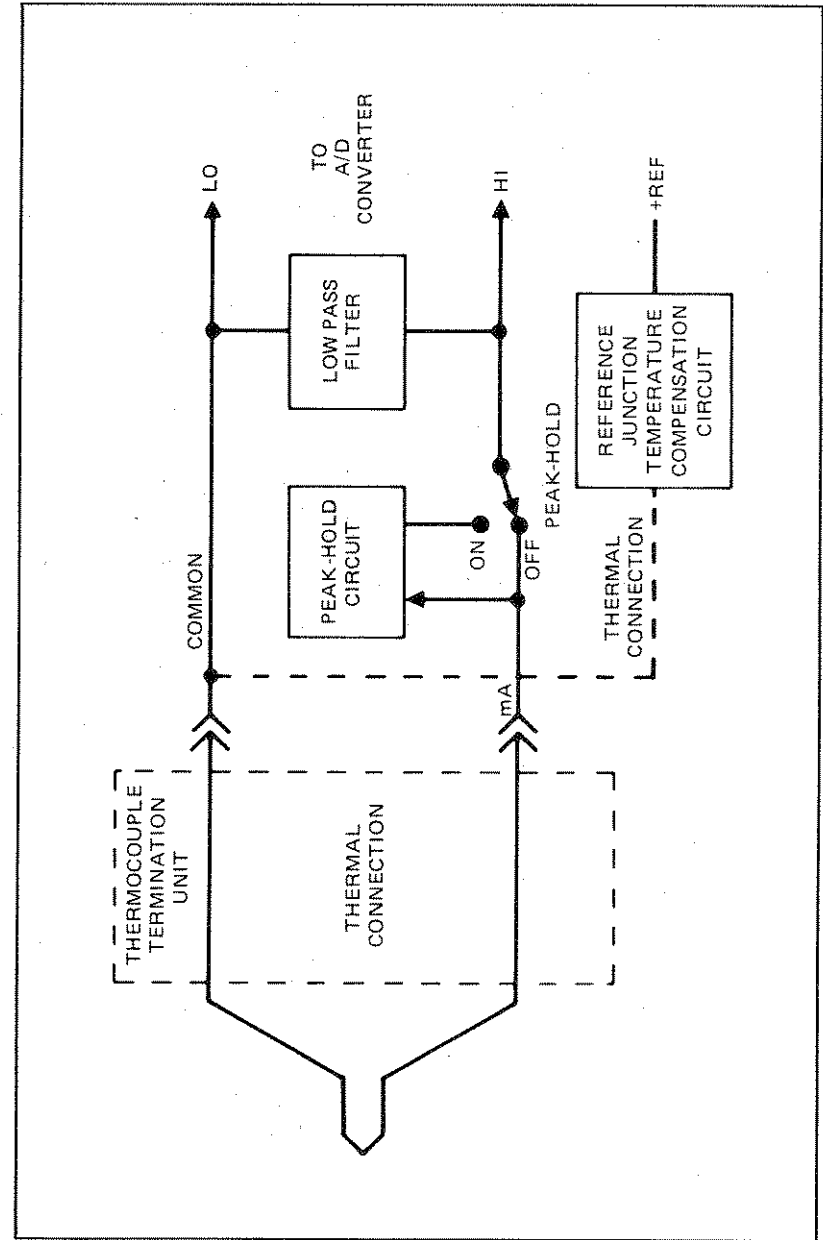 THERMOCOUPLE
TERMINATION
UNIT
THERMAL
CONNECTION
COMMON
mA
PEAK-HOLD
CIRCUIT
ON
OFF
PEAK-HOLD
LOW PASS
FILTER
LO
TO
A/D
CONVERTER
HI
THERMAL
CONNECTION
REFERENCE
JUNCTION
TEMPERATURE
COMPENSATION
CIRCUIT
+REF